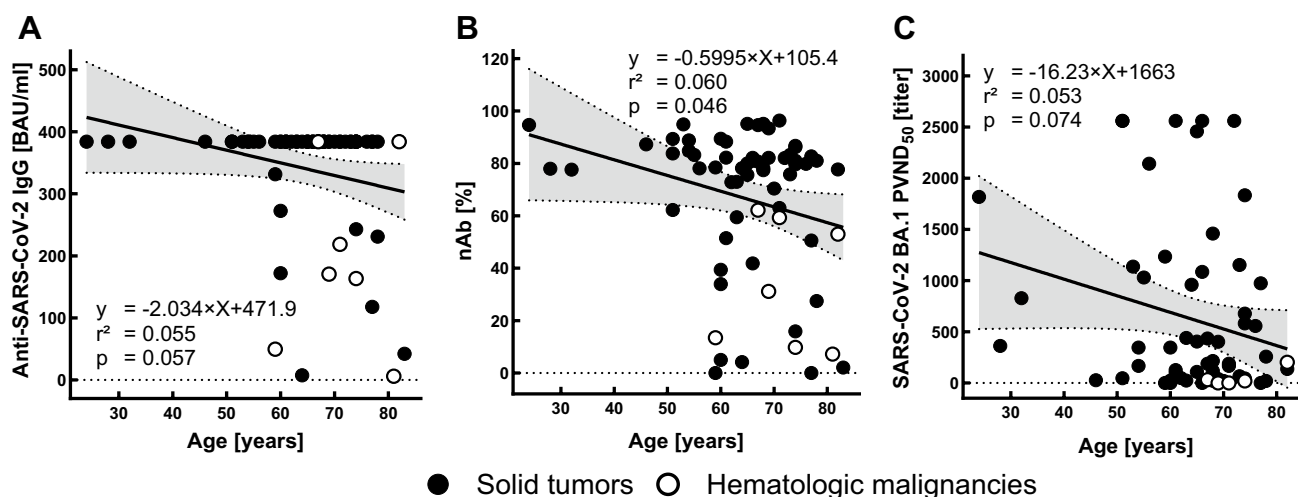 A
Anti-SARS-CoV-2 IgG [BAU/ml]
500
400
300
200
100
0
y = -2.034×X+471.9
r² = 0.055
p = 0.057
30 40 50 60 70 80
Age [years]
B
nAb [%]
120
100
80
60
40
20
0
y = -0.5995×X+105.4
r² = 0.060
p = 0.046
30 40 50 60 70 80
Age [years]
C
SARS-CoV-2 BA.1 PVND50 [titer]
3000
2500
2000
1500
1000
500
0
y = -16.23×X+1663
r² = 0.053
p = 0.074
30 40 50 60 70 80
Age [years]
Solid tumors Hematologic malignancies